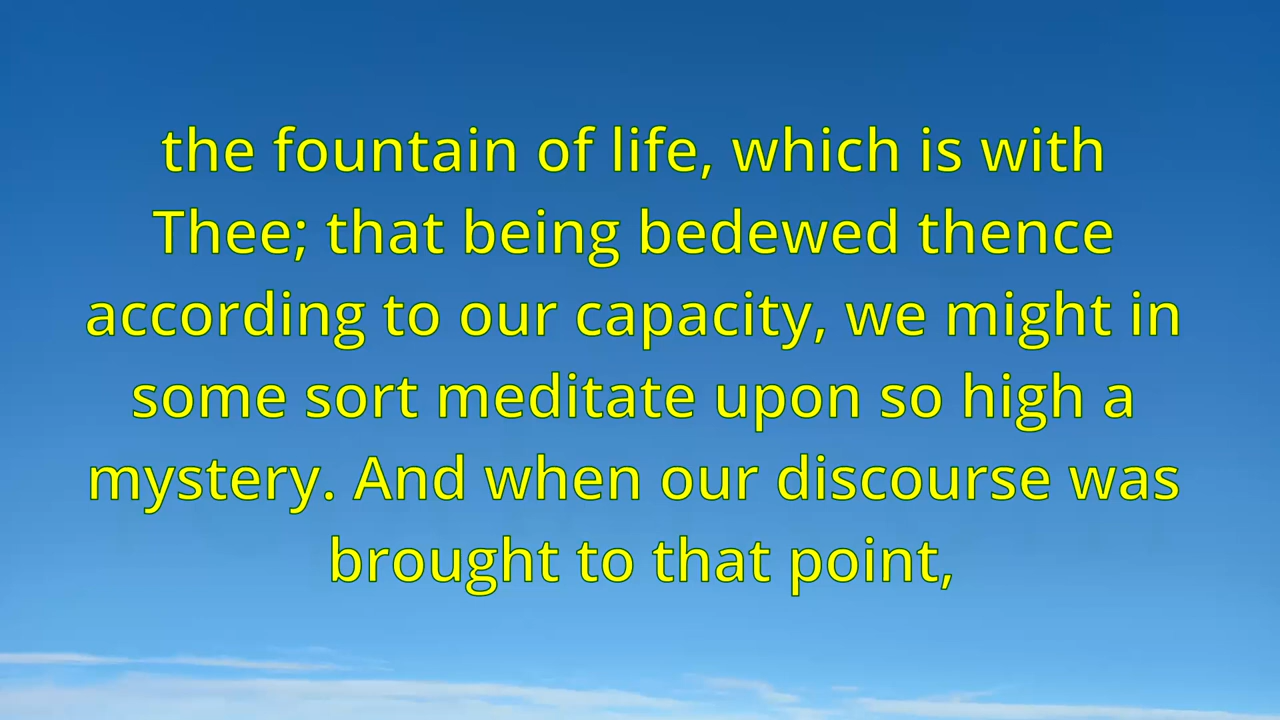 the fountain of life, which is with
Thee; that being bedewed thence
according to our capacity, we might in
some sort meditate upon so high a
mystery. And when our discourse was
brought to that point,